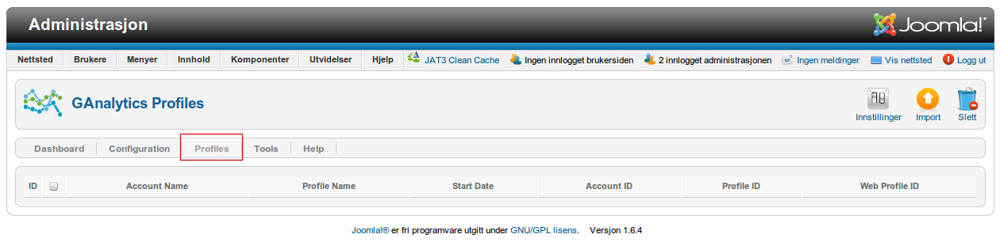 Administrasjon Joomla!®
Nettsted Brukere Menyer Innhold Komponenter Utvidelser Hjelp JAT3 Clean Cache Ingen innlogget brukersiden 2 innlogget administrasjonen Ingen meldinger Vis nettsted Logg ut
GAnalytics Profiles
Innstillinger Import Slett
Dashboard Configuration Profiles Tools Help
ID Account Name Profile Name Start Date Account ID Profile ID Web Profile ID
Joomla!® er fri programvare utgitt under GNU/GPL lisens. Versjon 1.6.4